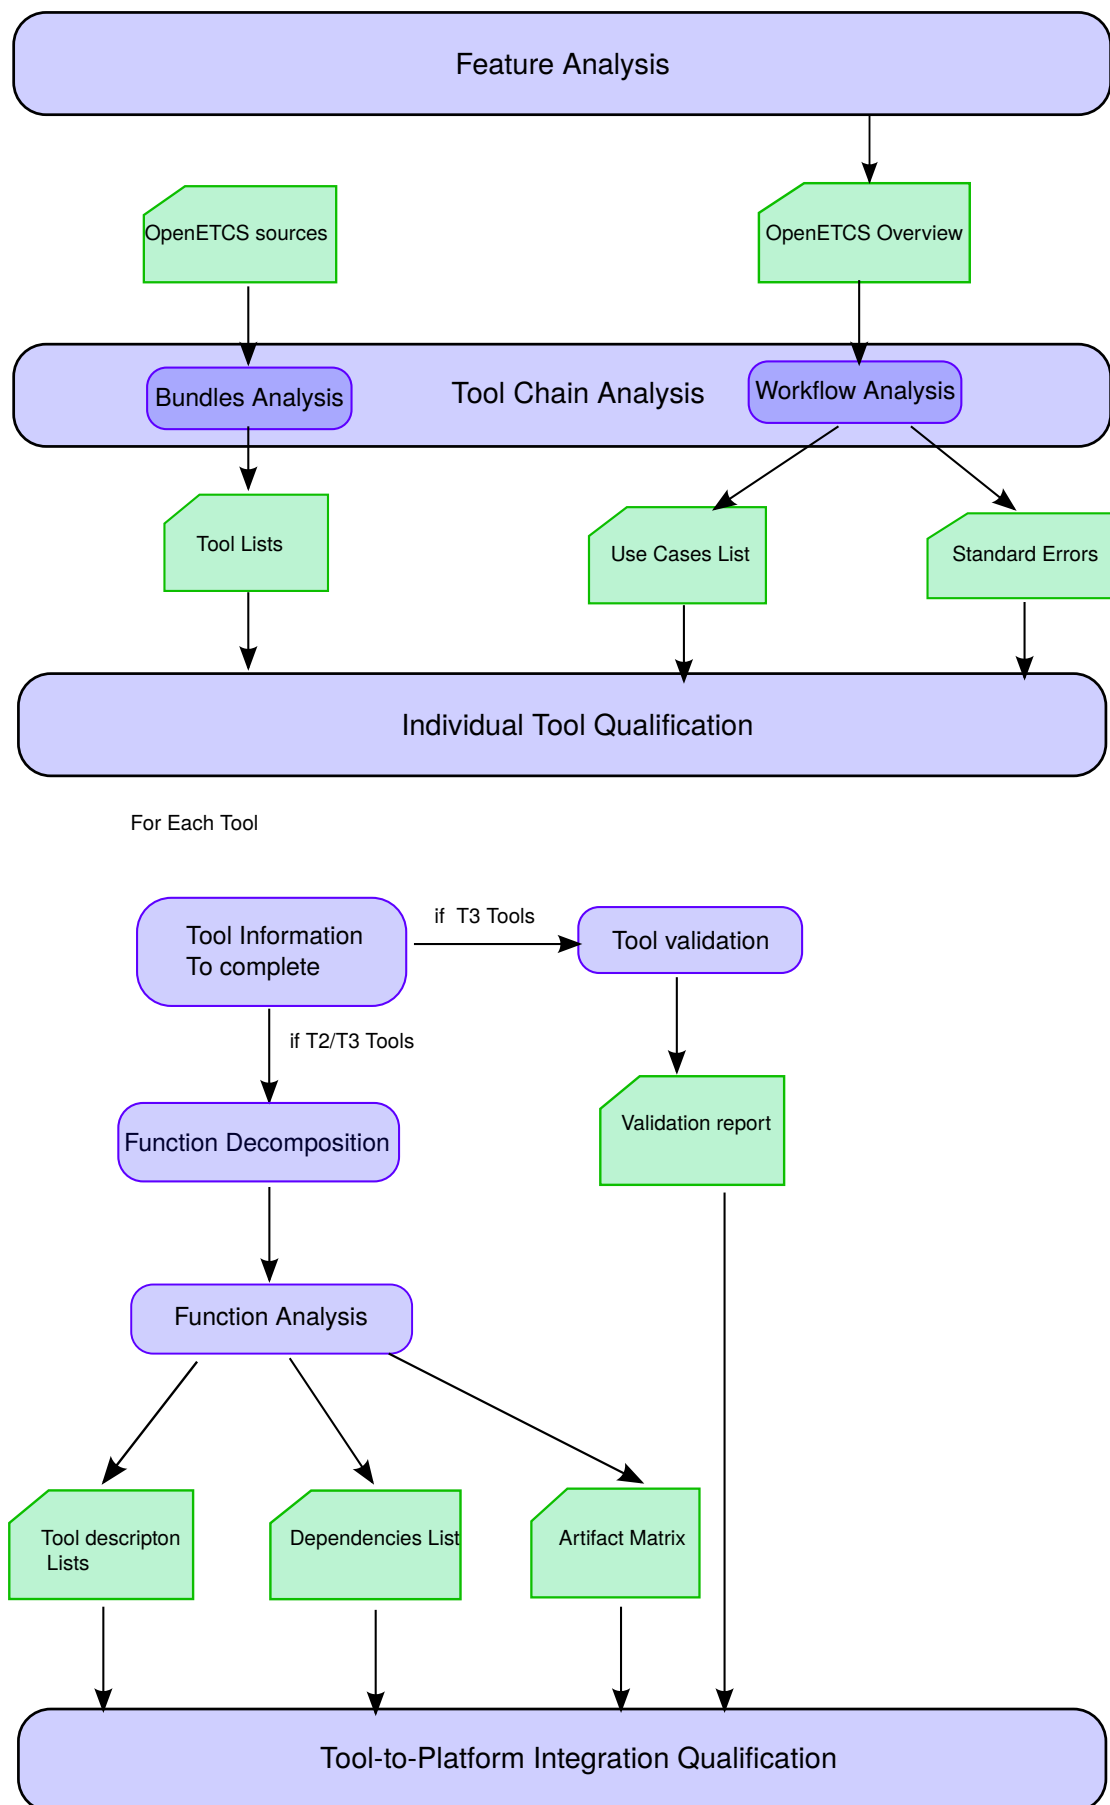 Feature Analysis
OpenETCS sources
OpenETCS Overview
Bundles Analysis
Tool Chain Analysis
Workflow Analysis
Tool Lists
Use Cases List
Standard Errors
Individual Tool Qualification
For Each Tool
Tool Information
To complete
if T3 Tools
Tool validation
if T2/T3 Tools
Function Decomposition
Validation report
Function Analysis
Tool descripton
Lists
Dependencies List
Artifact Matrix
Tool-to-Platform Integration Qualification